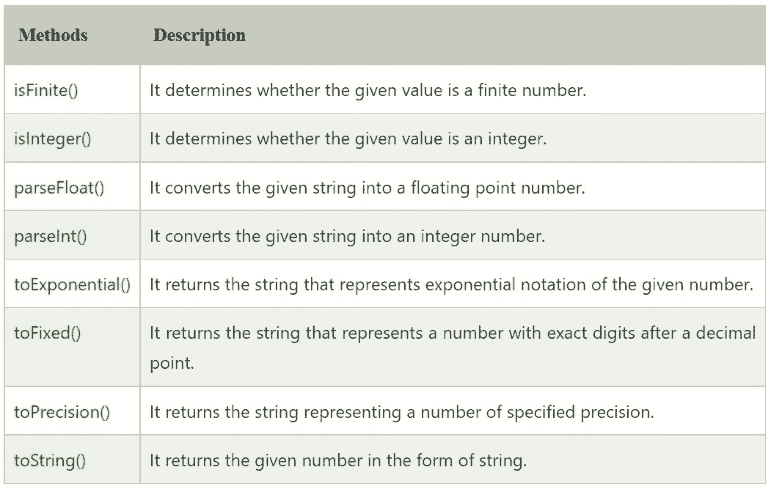 Methods Description
isFinite() It determines whether the given value is a finite number.
isInteger() It determines whether the given value is an integer.
parseFloat() It converts the given string into a floating point number.
parseInt() It converts the given string into an integer number.
toExponential() It returns the string that represents exponential notation of the given number.
toFixed() It returns the string that represents a number with exact digits after a decimal
point.
toPrecision() It returns the string representing a number of specified precision.
toString() It returns the given number in the form of string.